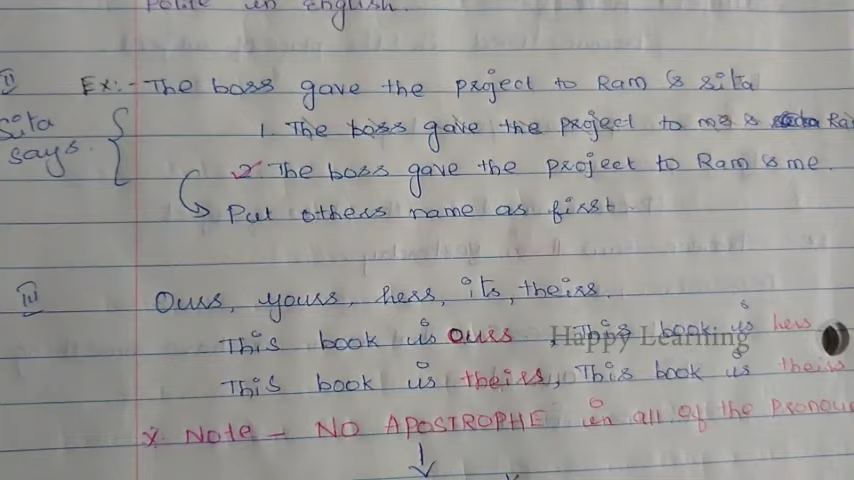 Polite in English.
II Ex:- The boss gave the project to Ram & Sita
Sita says. 1. The boss gave the project to me & Ra
2. The boss gave the project to Ram & me.
Put others name as first.
III Ours, yours, hers, its, theirs.
This book is ours, This book is hers
This book is theirs, This book is theirs
* Note - NO APOSTROPHE in all of the Pronoun
Happy Learning